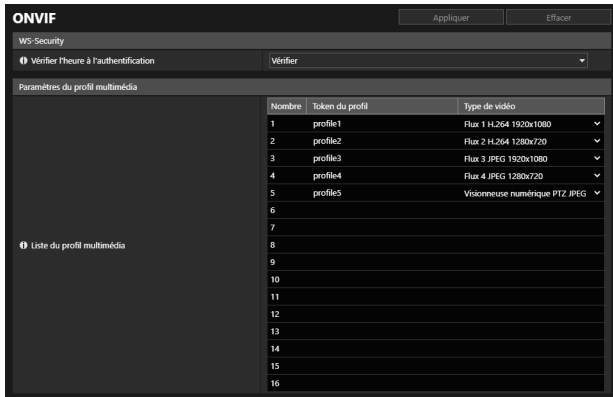 ONVIF
Appliquer Effacer
WS-Security
Vérifier l'heure à l'authentification Vérifier
Paramètres du profil multimédia
Nombre Token du profil Type de vidéo
1 profile1 Flux 1 H.264 1920x1080
2 profile2 Flux 2 H.264 1280x720
3 profile3 Flux 3 JPEG 1920x1080
4 profile4 Flux 4 JPEG 1280x720
5 profile5 Visionneuse numérique PTZ JPEG
6
7
Liste du profil multimédia 8
9
10
11
12
13
14
15
16